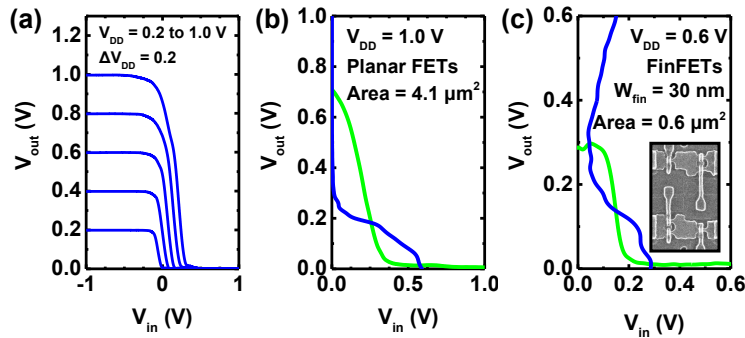 (a)
V_DD = 0.2 to 1.0 V
ΔV_DD = 0.2
V_out (V)
1.2
1.0
0.8
0.6
0.4
0.2
0.0
-1 0 1
V_in (V)
(b)
V_DD = 1.0 V
Planar FETs
Area = 4.1 µm²
V_out (V)
1.0
0.8
0.6
0.4
0.2
0.0
0.0 0.5 1.0
V_in (V)
(c)
V_DD = 0.6 V
FinFETs
W_fin = 30 nm
Area = 0.6 µm²
V_out (V)
0.6
0.4
0.2
0.0
0.0 0.2 0.4 0.6
V_in (V)